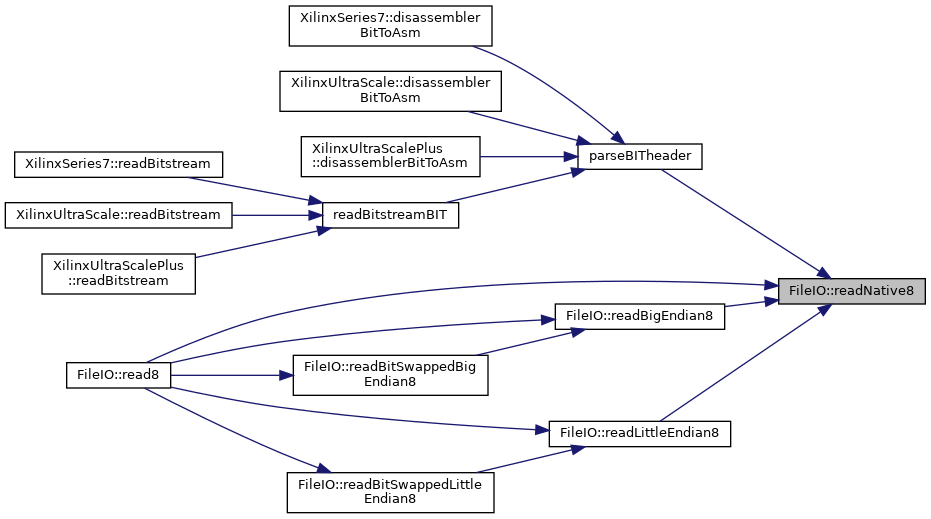 XilinxSeries7::disassembler
BitToAsm
XilinxUltraScale::disassembler
BitToAsm
XilinxUltraScalePlus
::disassemblerBitToAsm
parseBITheader
XilinxSeries7::readBitstream
XilinxUltraScale::readBitstream
readBitstreamBIT
XilinxUltraScalePlus
::readBitstream
FileIO::readNative8
FileIO::readBigEndian8
FileIO::read8
FileIO::readBitSwappedBig
Endian8
FileIO::readLittleEndian8
FileIO::readBitSwappedLittle
Endian8